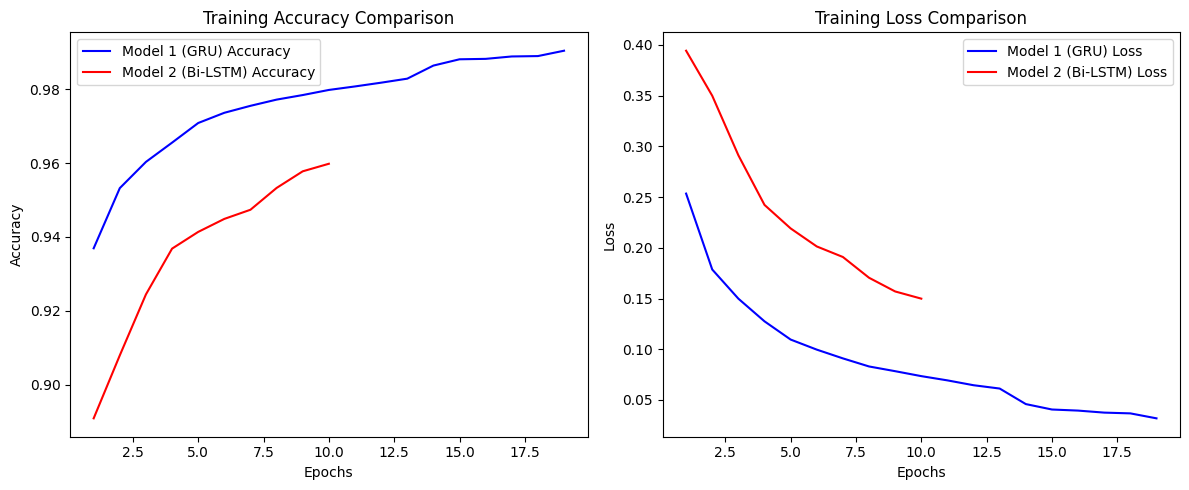 Training Accuracy Comparison
Model 1 (GRU) Accuracy
Model 2 (Bi-LSTM) Accuracy
Accuracy
0.98
0.96
0.94
0.92
0.90
2.5 5.0 7.5 10.0 12.5 15.0 17.5
Epochs
Training Loss Comparison
Model 1 (GRU) Loss
Model 2 (Bi-LSTM) Loss
Loss
0.40
0.35
0.30
0.25
0.20
0.15
0.10
0.05
2.5 5.0 7.5 10.0 12.5 15.0 17.5
Epochs